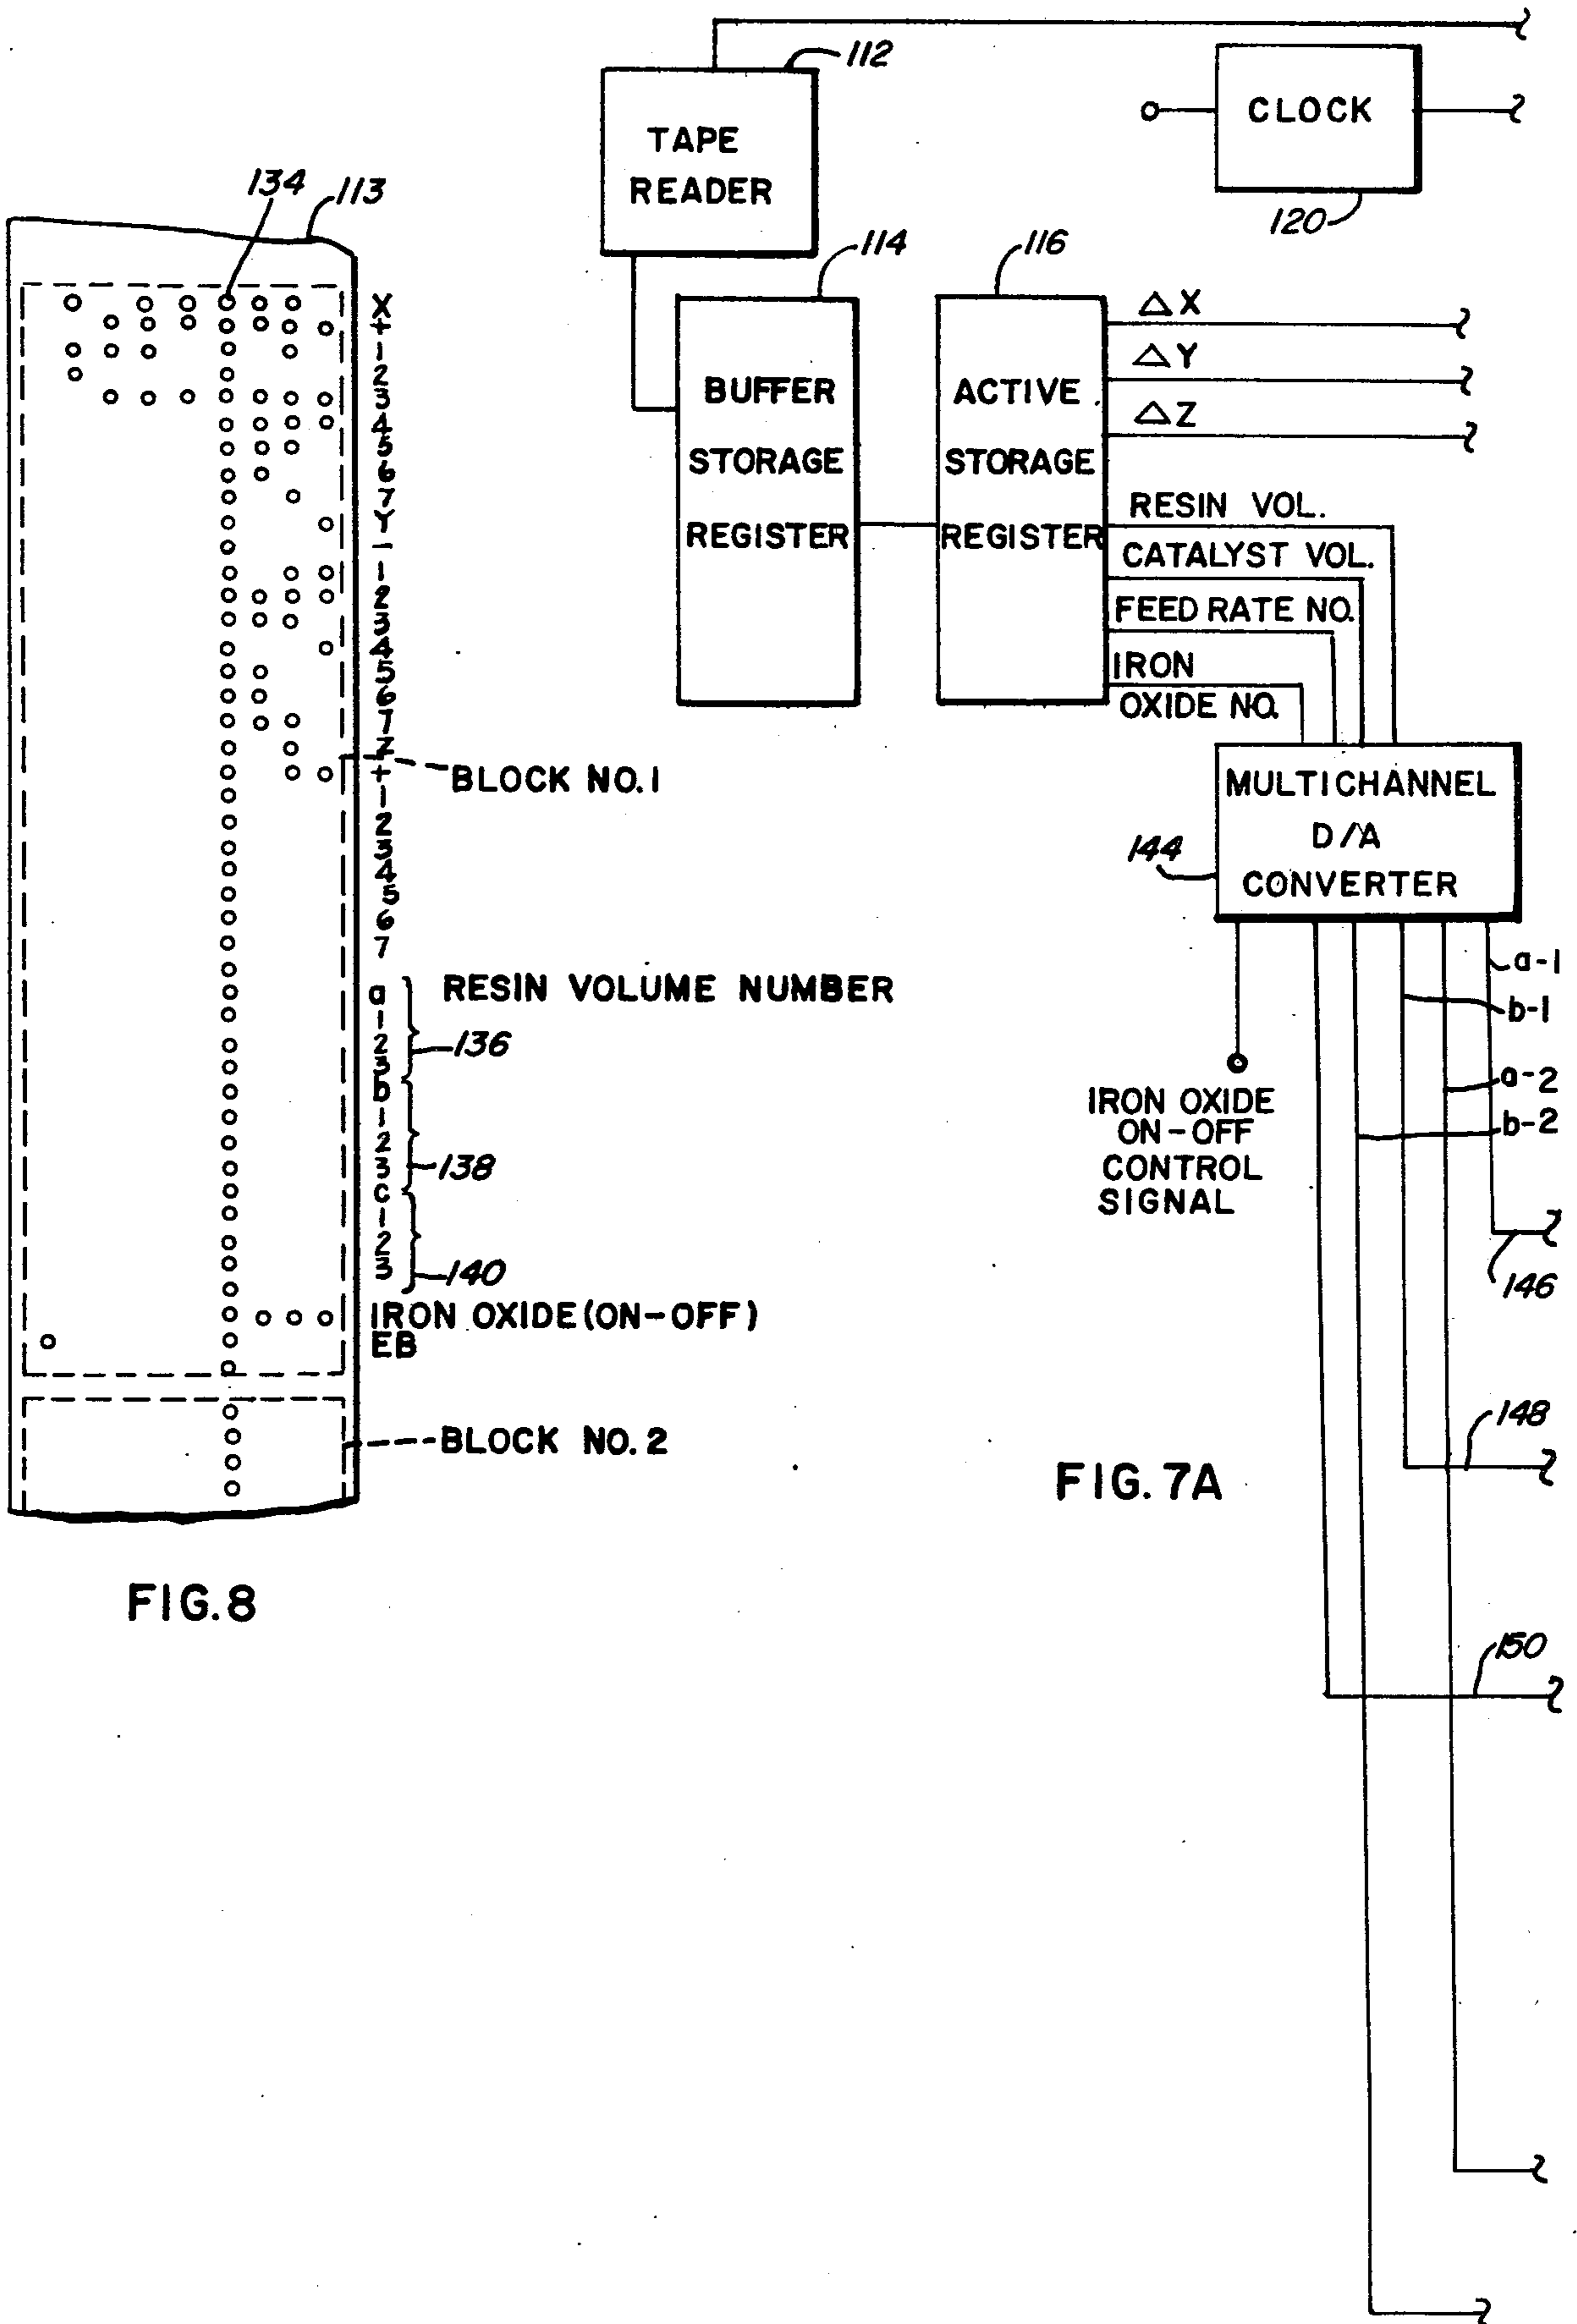 112
TAPE
READER
CLOCK
120
134
113
114
116
BUFFER
STORAGE
REGISTER
ACTIVE
STORAGE
REGISTER
△X
△Y
△Z
RESIN VOL.
CATALYST VOL.
FEED RATE NO.
IRON
OXIDE NO.
X
+
1
2
3
4
5
6
7
Y
-
1
2
3
4
5
6
7
Z
+
BLOCK NO.1
1
2
3
4
5
6
7
a
RESIN VOLUME NUMBER
1
2
3
136
b
1
2
3
138
c
1
2
3
140
IRON OXIDE (ON-OFF)
EB
BLOCK NO.2
FIG.8
MULTICHANNEL
D/A
CONVERTER
144
a-1
b-1
a-2
b-2
IRON OXIDE
ON-OFF
CONTROL
SIGNAL
146
148
FIG.7A
150